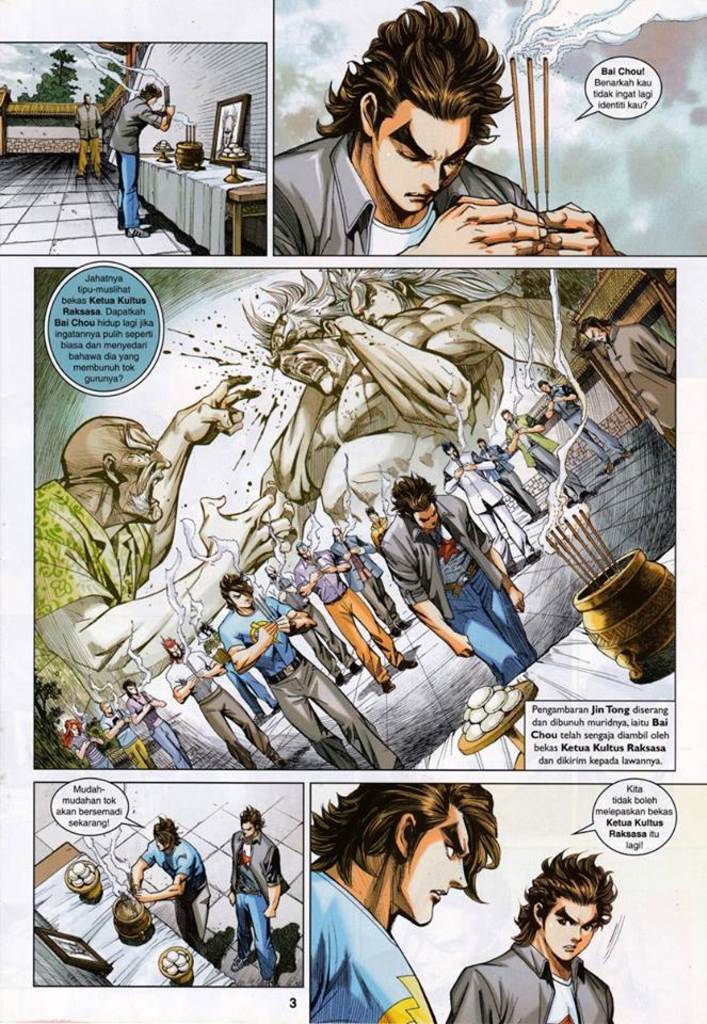 Bai Chou!
Benarkah kau
tidak ingat lagi
identiti kau?
Jahatnya
tipu-muslihat
bekas Ketua Kultus
Raksasa. Dapatkah
Bai Chou hidup lagi jika
ingatannya pulih seperti
biasa dan menyedari
bahawa dia yang
membunuh tok
gurunya?
Pengambaran Jin Tong diserang
dan dibunuh muridnya, iaitu Bai
Chou telah sengaja diambil oleh
bekas Ketua Kultus Raksasa
dan dikirim kepada lawannya.
Mudah-
mudahan tok
akan bersemadi
sekarang!
Kita
tidak boleh
melepaskan bekas
Ketua Kultus
Raksasa itu
lagi!
3